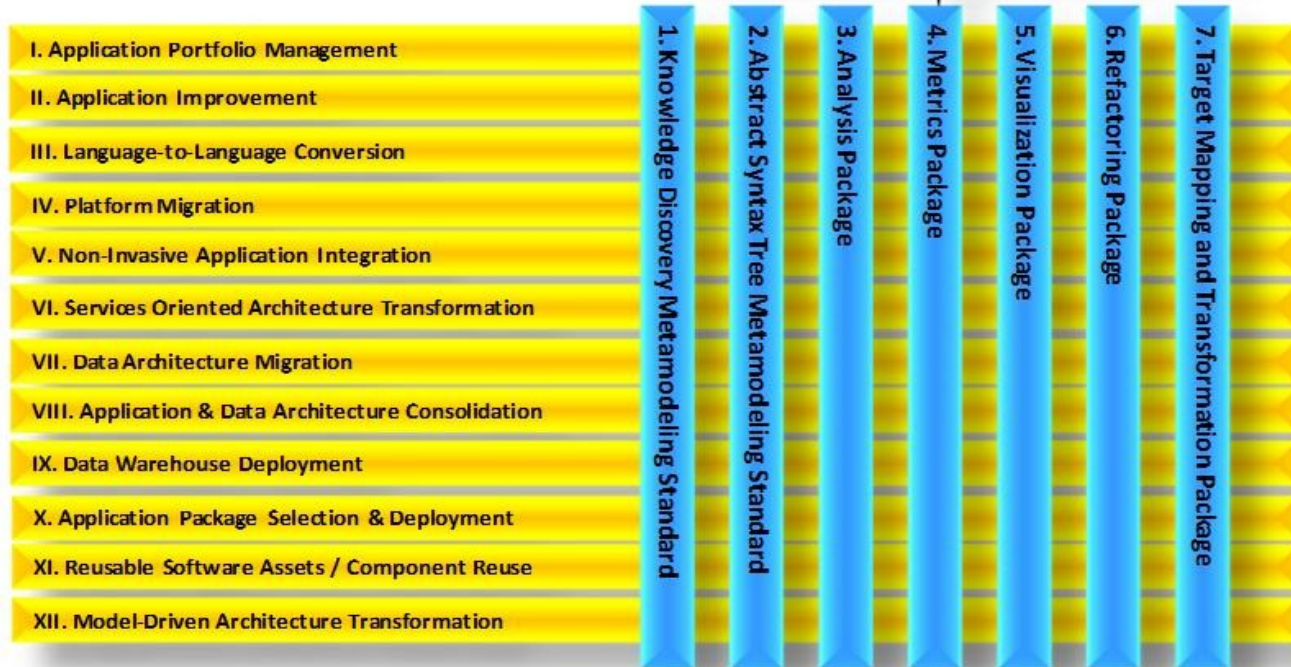 I. Application Portfolio Management
II. Application Improvement
III. Language-to-Language Conversion
IV. Platform Migration
V. Non-Invasive Application Integration
VI. Services Oriented Architecture Transformation
VII. Data Architecture Migration
VIII. Application & Data Architecture Consolidation
IX. Data Warehouse Deployment
X. Application Package Selection & Deployment
XI. Reusable Software Assets / Component Reuse
XII. Model-Driven Architecture Transformation
1. Knowledge Discovery Metamodeling Standard
2. Abstract Syntax Tree Metamodeling Standard
3. Analysis Package
4. Metrics Package
5. Visualization Package
6. Refactoring Package
7. Target Mapping and Transformation Package